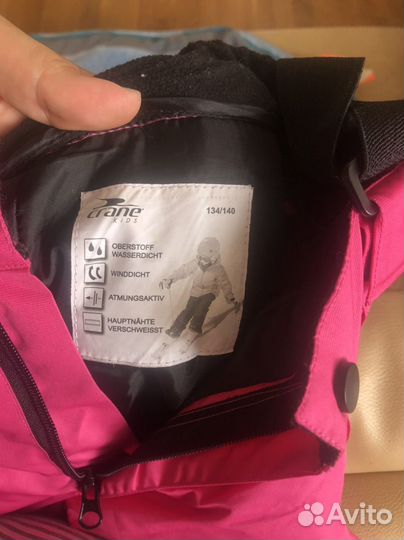 crane
KIDS
134/140
OBERSTOFF
WASSERDICHT
WINDDICHT
ATMUNGSAKTIV
HAUPTNÄHTE
VERSCHWEISST
Avito